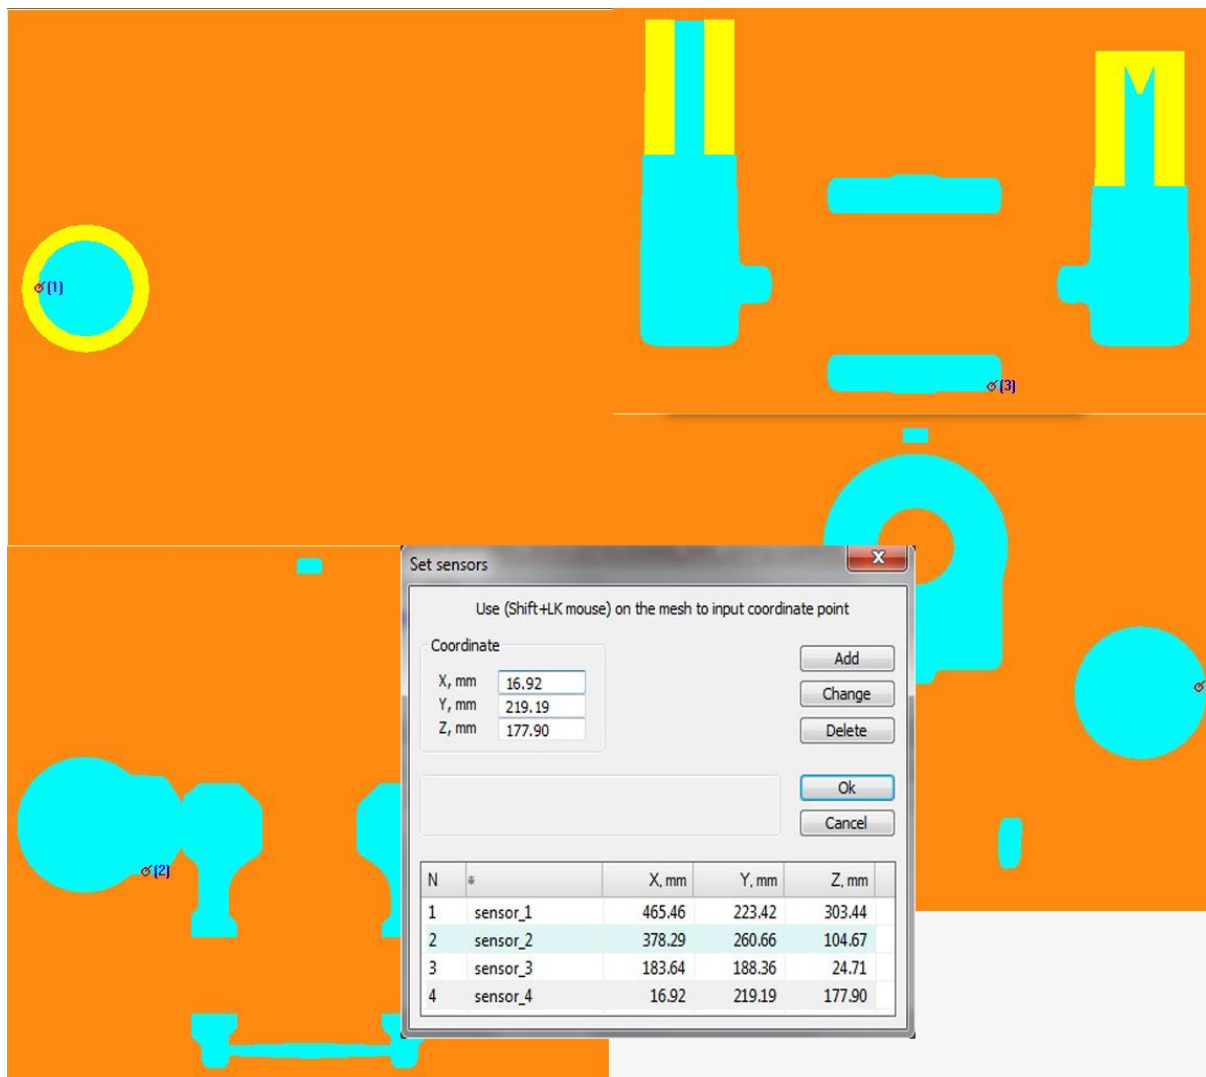 (1)
(3)
(2)
Set sensors
Use (Shift+LK mouse) on the mesh to input coordinate point
Coordinate
X, mm 16.92
Y, mm 219.19
Z, mm 177.90
Add
Change
Delete
Ok
Cancel
N X, mm Y, mm Z, mm
1 sensor_1 465.46 223.42 303.44
2 sensor_2 378.29 260.66 104.67
3 sensor_3 183.64 188.36 24.71
4 sensor_4 16.92 219.19 177.90